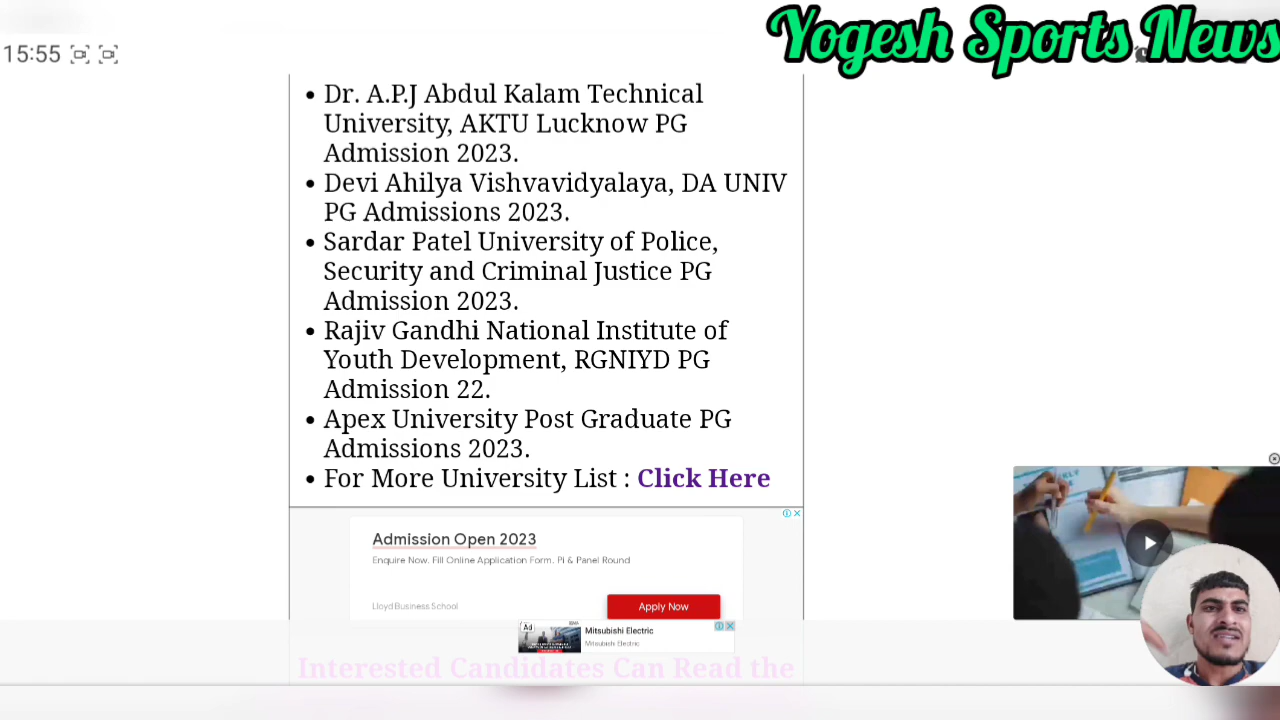 Yogesh Sports News
15:55
• Dr. A.P.J Abdul Kalam Technical
University, AKTU Lucknow PG
Admission 2023.
• Devi Ahilya Vishvavidyalaya, DA UNIV
PG Admissions 2023.
• Sardar Patel University of Police,
Security and Criminal Justice PG
Admission 2023.
• Rajiv Gandhi National Institute of
Youth Development, RGNIYD PG
Admission 22.
• Apex University Post Graduate PG
Admissions 2023.
• For More University List : Click Here
Admission Open 2023
Enquire Now. Fill Online Application Form. Pi & Panel Round
Lloyd Business School
Apply Now
Ad
Mitsubishi Electric
Mitsubishi Electric
Interested Candidates Can Read the